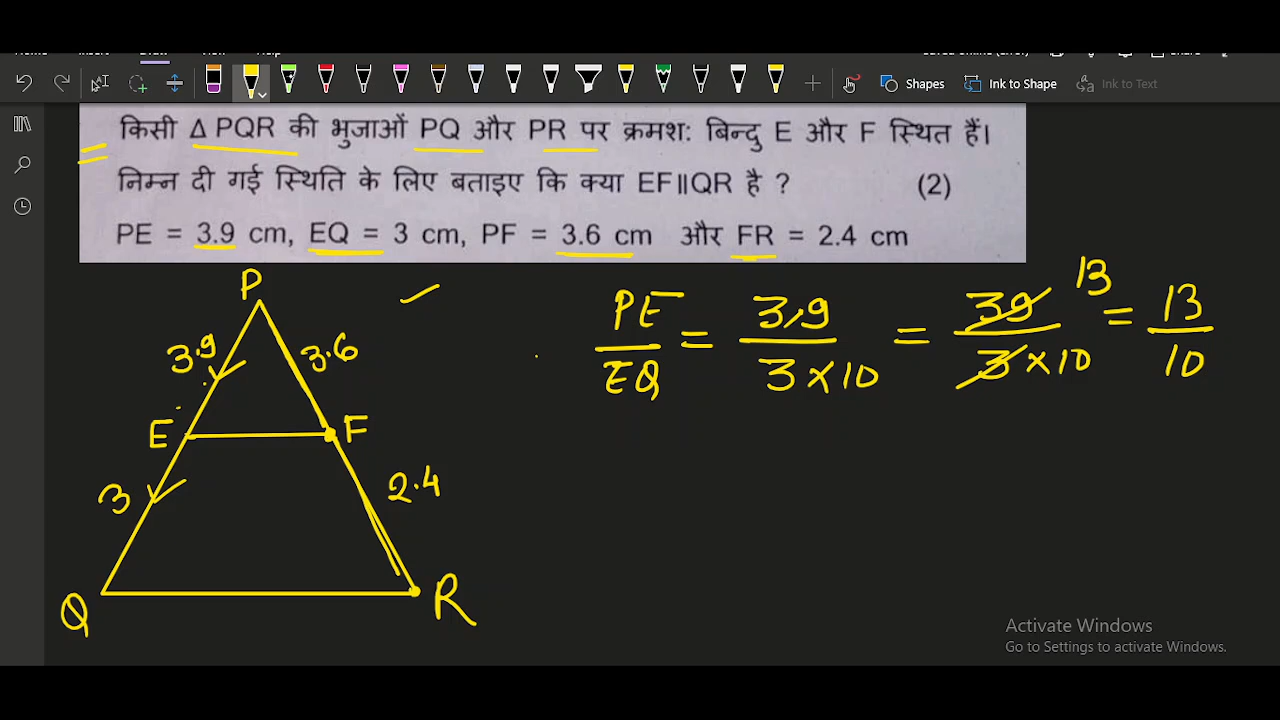 Shapes Ink to Shape Ink to Text
किसी Δ PQR की भुजाओं PQ और PR पर क्रमश: बिन्दु E और F स्थित हैं।
निम्न दी गई स्थिति के लिए बताइए कि क्या EF॥QR है ? (2)
PE = 3.9 cm, EQ = 3 cm, PF = 3.6 cm और FR = 2.4 cm
P
3.9 3.6
E F
3 2.4
Q R
PE/EQ = 3.9/3×10 = 39/3×10 13 = 13/10
Activate Windows
Go to Settings to activate Windows.